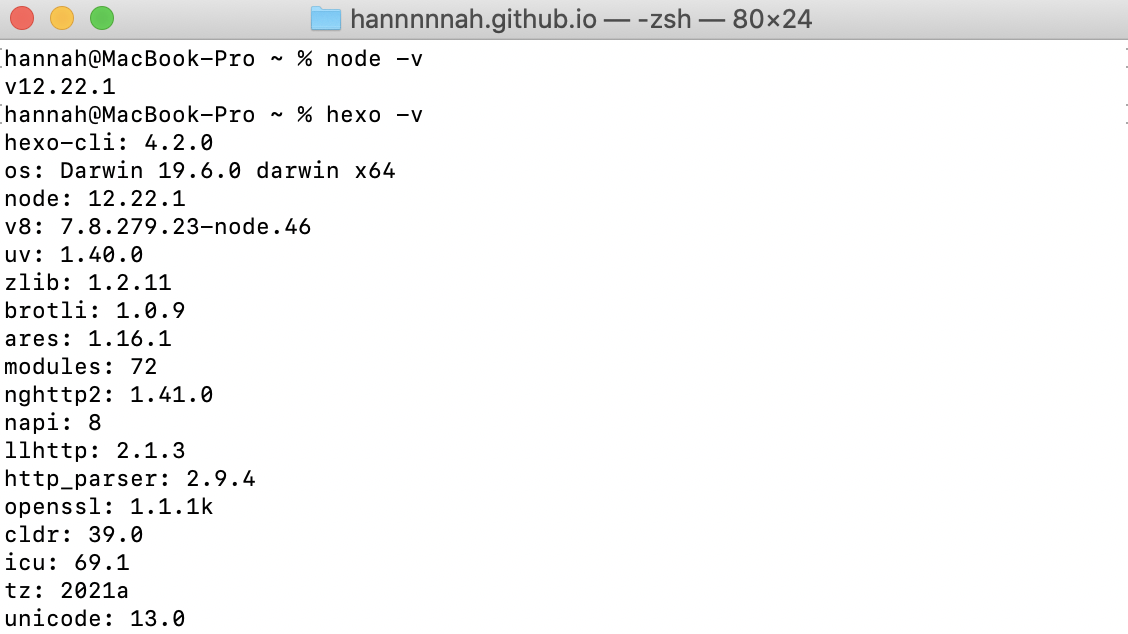 hannnnnah.github.io — -zsh — 80×24
[hannah@MacBook-Pro ~ % node -v
v12.22.1
[hannah@MacBook-Pro ~ % hexo -v
hexo-cli: 4.2.0
os: Darwin 19.6.0 darwin x64
node: 12.22.1
v8: 7.8.279.23-node.46
uv: 1.40.0
zlib: 1.2.11
brotli: 1.0.9
ares: 1.16.1
modules: 72
nghttp2: 1.41.0
napi: 8
llhttp: 2.1.3
http_parser: 2.9.4
openssl: 1.1.1k
cldr: 39.0
icu: 69.1
tz: 2021a
unicode: 13.0